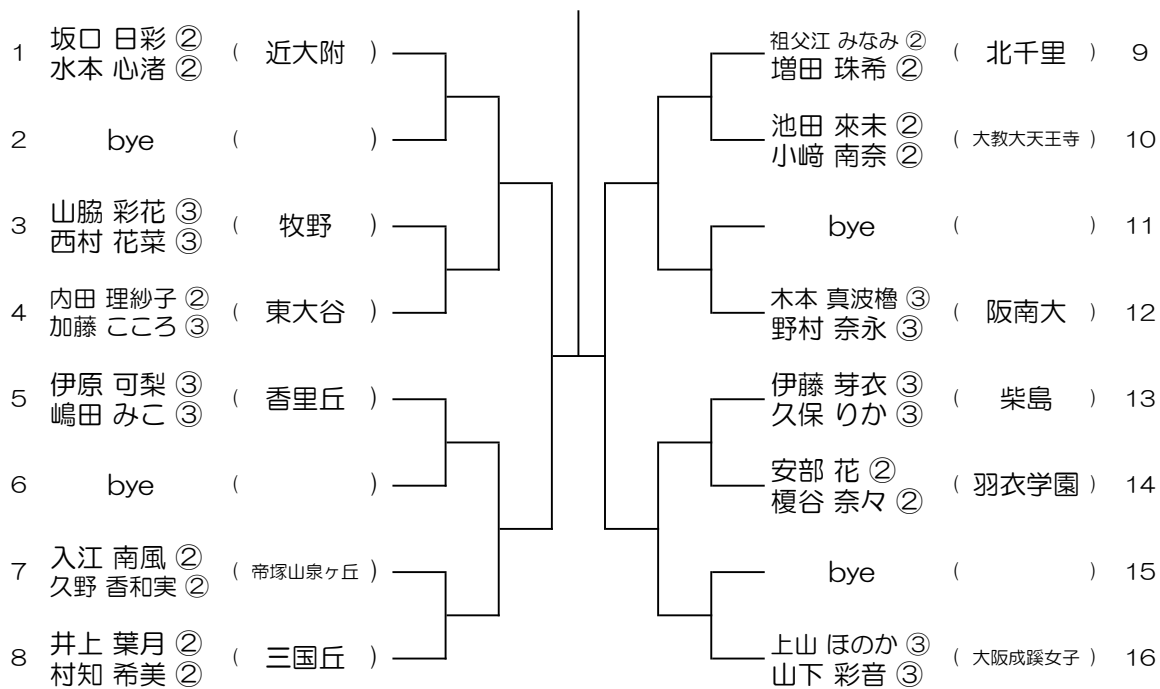 1 坂口 日彩 ② ( 近大附 )
水本 心渚 ②
2 bye ( )
3 山脇 彩花 ③ ( 牧野 )
西村 花菜 ③
4 内田 理紗子 ② ( 東大谷 )
加藤 こころ ③
5 伊原 可梨 ③ ( 香里丘 )
嶋田 みこ ③
6 bye ( )
7 入江 南風 ② ( 帝塚山泉ヶ丘 )
久野 香和実 ②
8 井上 葉月 ② ( 三国丘 )
村知 希美 ②
祖父江 みなみ ② ( 北千里 ) 9
増田 珠希 ②
池田 來未 ② ( 大教大天王寺 ) 10
小﨑 南奈 ②
bye ( ) 11
木本 真波櫓 ③ ( 阪南大 ) 12
野村 奈永 ③
伊藤 芽衣 ③ ( 柴島 ) 13
久保 りか ③
安部 花 ② ( 羽衣学園 ) 14
榎谷 奈々 ②
bye ( ) 15
上山 ほのか ③ ( 大阪成蹊女子 ) 16
山下 彩音 ③